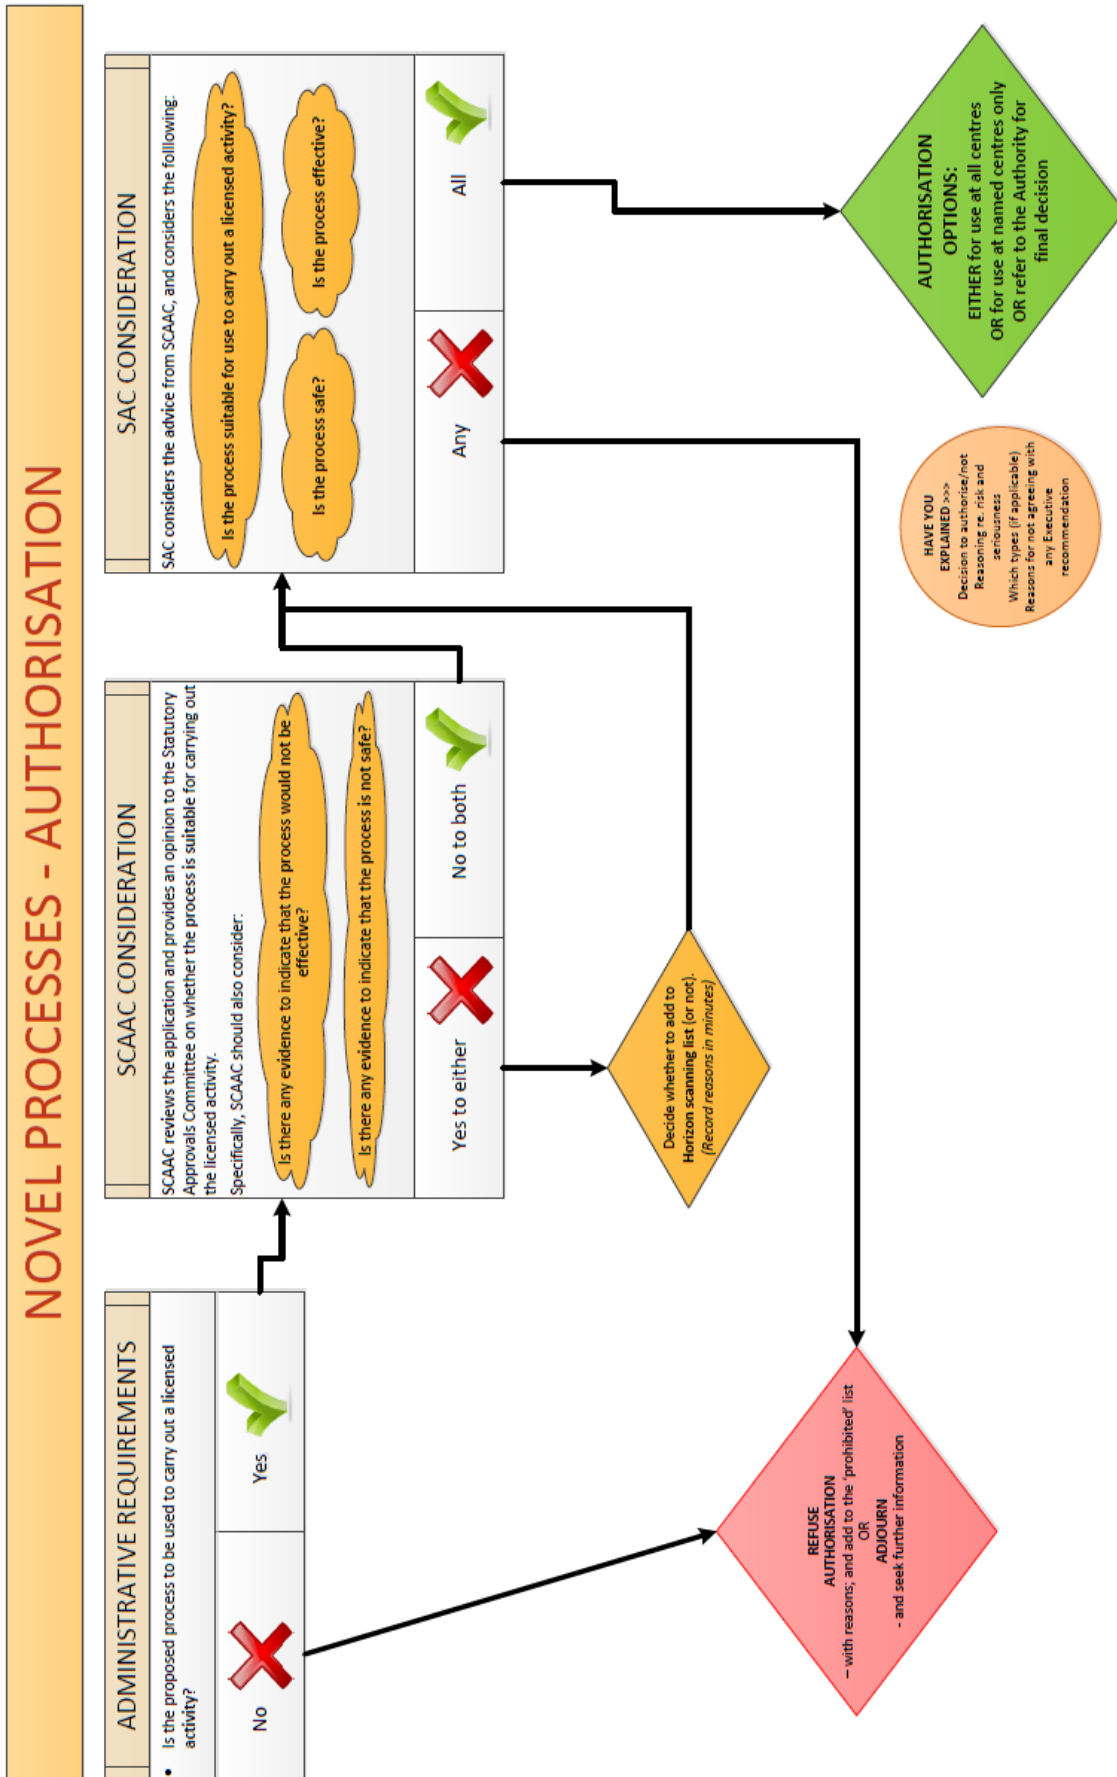 NOVEL PROCESSES - AUTHORISATION
ADMINISTRATIVE REQUIREMENTS
• Is the proposed process to be used to carry out a licensed
activity?
No
Yes
SCAAC CONSIDERATION
SCAAC reviews the application and provides an opinion to the Statutory
Approvals Committee on whether the process is suitable for carrying out
the licensed activity.
Specifically, SCAAC should also consider:
Is there any evidence to indicate that the process would not be
effective?
Is there any evidence to indicate that the process is not safe?
Yes to either
No to both
SAC CONSIDERATION
SAC considers the advice from SCAAC, and considers the folllowing:
Is the process suitable for use to carry out a licensed activity?
Is the process safe?
Is the process effective?
Any
All
Decide whether to add to
Horizon scanning list (or not).
(Record reasons in minutes)
REFUSE
AUTHORISATION
– with reasons; and add to the 'prohibited' list
OR
ADJOURN
- and seek further information
HAVE YOU
EXPLAINED >>>
Decision to authorise/not
Reasoning re. risk and
seriousness
Which types (if applicable)
Reasons for not agreeing with
any Executive
recommendation
AUTHORISATION
OPTIONS:
EITHER for use at all centres
OR for use at named centres only
OR refer to the Authority for
final decision